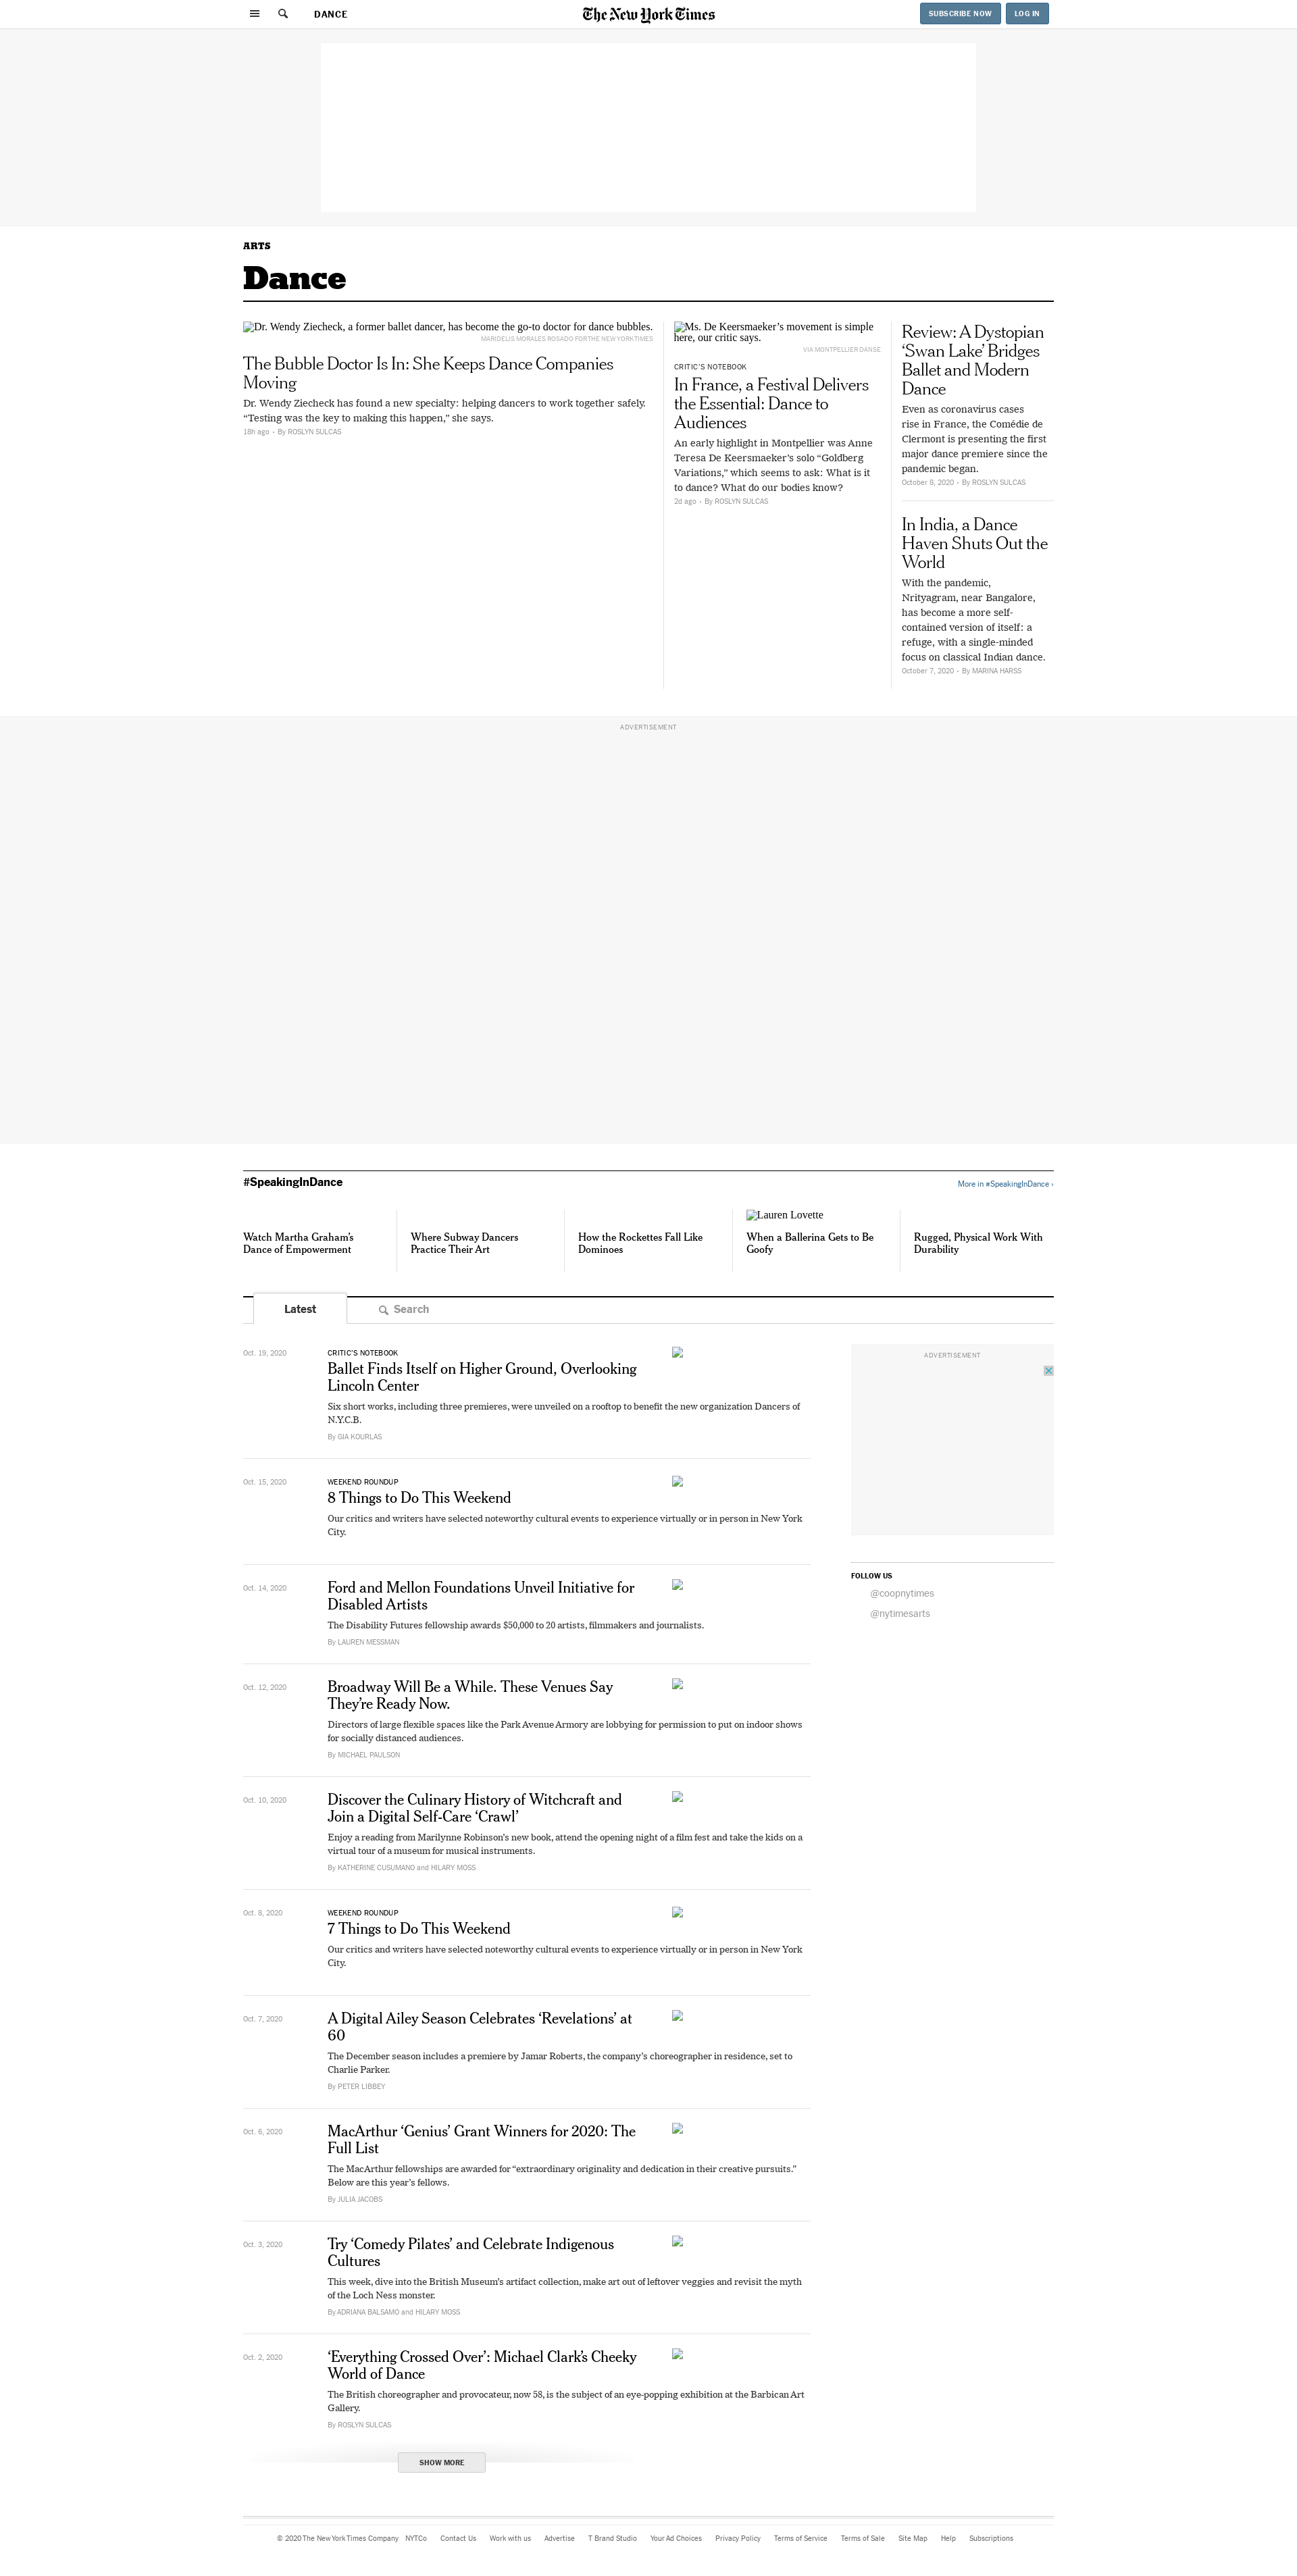 DANCE
The New York Times
SUBSCRIBE NOW
LOG IN
ARTS
Dance
Dr. Wendy Ziecheck, a former ballet dancer, has become the go-to doctor for dance bubbles.
MARIDELIS MORALES ROSADO FOR THE NEW YORK TIMES
The Bubble Doctor Is In: She Keeps Dance Companies
Moving
Dr. Wendy Ziecheck has found a new specialty: helping dancers to work together safely.
“Testing was the key to making this happen,” she says.
18h ago • By ROSLYN SULCAS
Ms. De Keersmaeker’s movement is simple
here, our critic says.
VIA MONTPELLIER DANSE
CRITIC’S NOTEBOOK
In France, a Festival Delivers
the Essential: Dance to
Audiences
An early highlight in Montpellier was Anne
Teresa De Keersmaeker’s solo “Goldberg
Variations,” which seems to ask: What is it
to dance? What do our bodies know?
2d ago • By ROSLYN SULCAS
Review: A Dystopian
‘Swan Lake’ Bridges
Ballet and Modern
Dance
Even as coronavirus cases
rise in France, the Comédie de
Clermont is presenting the first
major dance premiere since the
pandemic began.
October 8, 2020 • By ROSLYN SULCAS
In India, a Dance
Haven Shuts Out the
World
With the pandemic,
Nrityagram, near Bangalore,
has become a more self-
contained version of itself: a
refuge, with a single-minded
focus on classical Indian dance.
October 7, 2020 • By MARINA HARSS
ADVERTISEMENT
#SpeakingInDance
More in #SpeakingInDance ›
Watch Martha Graham’s
Dance of Empowerment
Where Subway Dancers
Practice Their Art
How the Rockettes Fall Like
Dominoes
Lauren Lovette
When a Ballerina Gets to Be
Goofy
Rugged, Physical Work With
Durability
Latest
Search
Oct. 19, 2020
CRITIC’S NOTEBOOK
Ballet Finds Itself on Higher Ground, Overlooking
Lincoln Center
Six short works, including three premieres, were unveiled on a rooftop to benefit the new organization Dancers of
N.Y.C.B.
By GIA KOURLAS
Oct. 15, 2020
WEEKEND ROUNDUP
8 Things to Do This Weekend
Our critics and writers have selected noteworthy cultural events to experience virtually or in person in New York
City.
Oct. 14, 2020
Ford and Mellon Foundations Unveil Initiative for
Disabled Artists
The Disability Futures fellowship awards $50,000 to 20 artists, filmmakers and journalists.
By LAUREN MESSMAN
Oct. 12, 2020
Broadway Will Be a While. These Venues Say
They’re Ready Now.
Directors of large flexible spaces like the Park Avenue Armory are lobbying for permission to put on indoor shows
for socially distanced audiences.
By MICHAEL PAULSON
Oct. 10, 2020
Discover the Culinary History of Witchcraft and
Join a Digital Self-Care ‘Crawl’
Enjoy a reading from Marilynne Robinson’s new book, attend the opening night of a film fest and take the kids on a
virtual tour of a museum for musical instruments.
By KATHERINE CUSUMANO and HILARY MOSS
Oct. 8, 2020
WEEKEND ROUNDUP
7 Things to Do This Weekend
Our critics and writers have selected noteworthy cultural events to experience virtually or in person in New York
City.
Oct. 7, 2020
A Digital Ailey Season Celebrates ‘Revelations’ at
60
The December season includes a premiere by Jamar Roberts, the company’s choreographer in residence, set to
Charlie Parker.
By PETER LIBBEY
Oct. 6, 2020
MacArthur ‘Genius’ Grant Winners for 2020: The
Full List
The MacArthur fellowships are awarded for “extraordinary originality and dedication in their creative pursuits.”
Below are this year’s fellows.
By JULIA JACOBS
Oct. 3, 2020
Try ‘Comedy Pilates’ and Celebrate Indigenous
Cultures
This week, dive into the British Museum’s artifact collection, make art out of leftover veggies and revisit the myth
of the Loch Ness monster.
By ADRIANA BALSAMO and HILARY MOSS
Oct. 2, 2020
‘Everything Crossed Over’: Michael Clark’s Cheeky
World of Dance
The British choreographer and provocateur, now 58, is the subject of an eye-popping exhibition at the Barbican Art
Gallery.
By ROSLYN SULCAS
SHOW MORE
ADVERTISEMENT
FOLLOW US
@coopnytimes
@nytimesarts
© 2020 The New York Times Company NYTCo Contact Us Work with us Advertise T Brand Studio Your Ad Choices Privacy Policy Terms of Service Terms of Sale Site Map Help Subscriptions